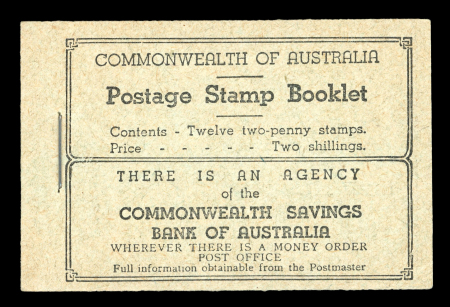 COMMONWEALTH OF AUSTRALIA
Postage Stamp Booklet
Contents - Twelve two-penny stamps.
Price - - - - - Two shillings.
THERE IS AN AGENCY
of the
COMMONWEALTH SAVINGS
BANK OF AUSTRALIA
WHEREVER THERE IS A MONEY ORDER
POST OFFICE
Full information obtainable from the Postmaster